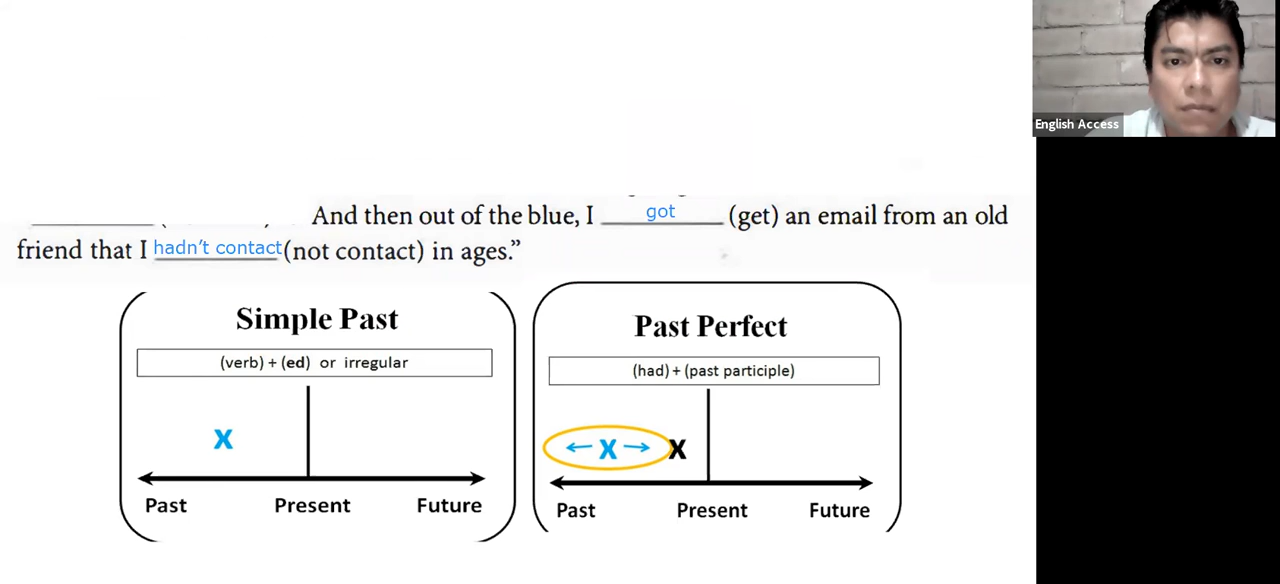 English Access
And then out of the blue, I got (get) an email from an old
friend that I hadn't contact (not contact) in ages.”
Simple Past
(verb) + (ed) or irregular
X
Past Present Future
Past Perfect
(had) + (past participle)
← X → X
Past Present Future